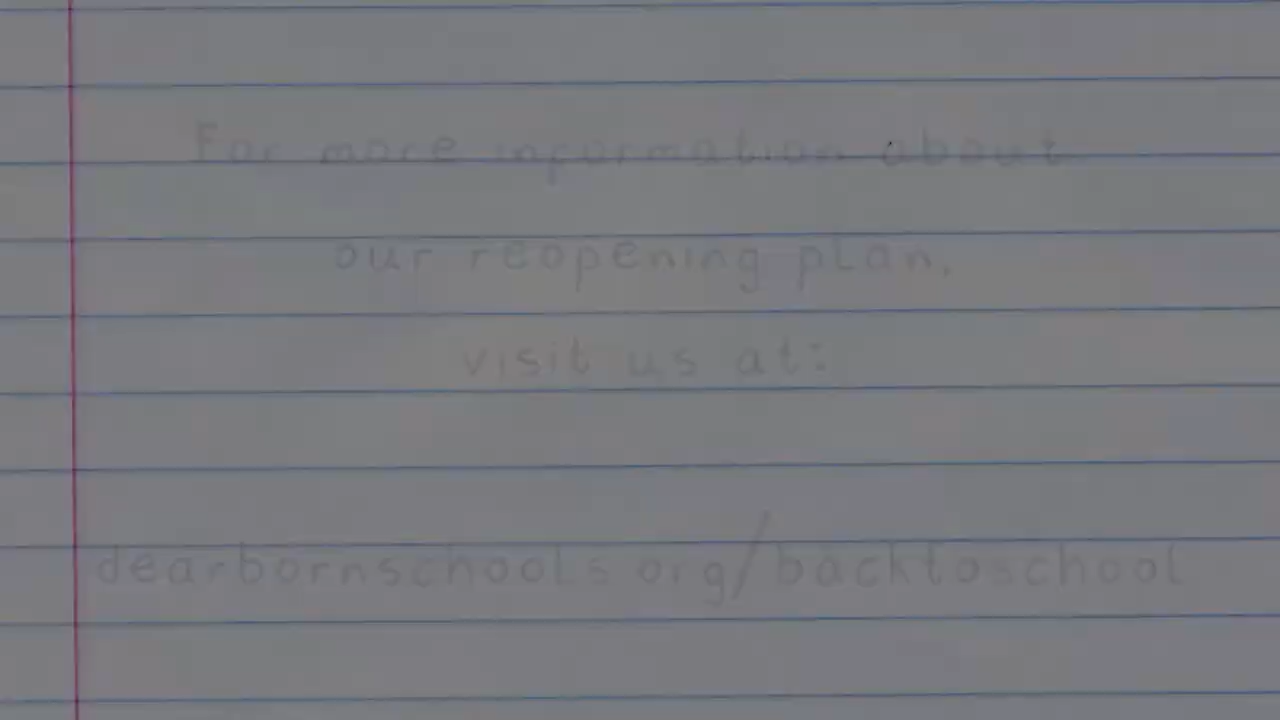 For more information about
our reopening plan,
visit us at:
dearbornschools.org/backtoschool